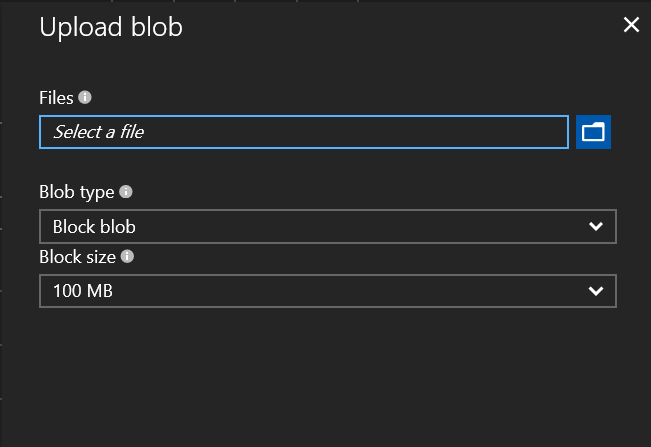 Upload blob
Files
Select a file
Blob type
Block blob
Block size
100 MB